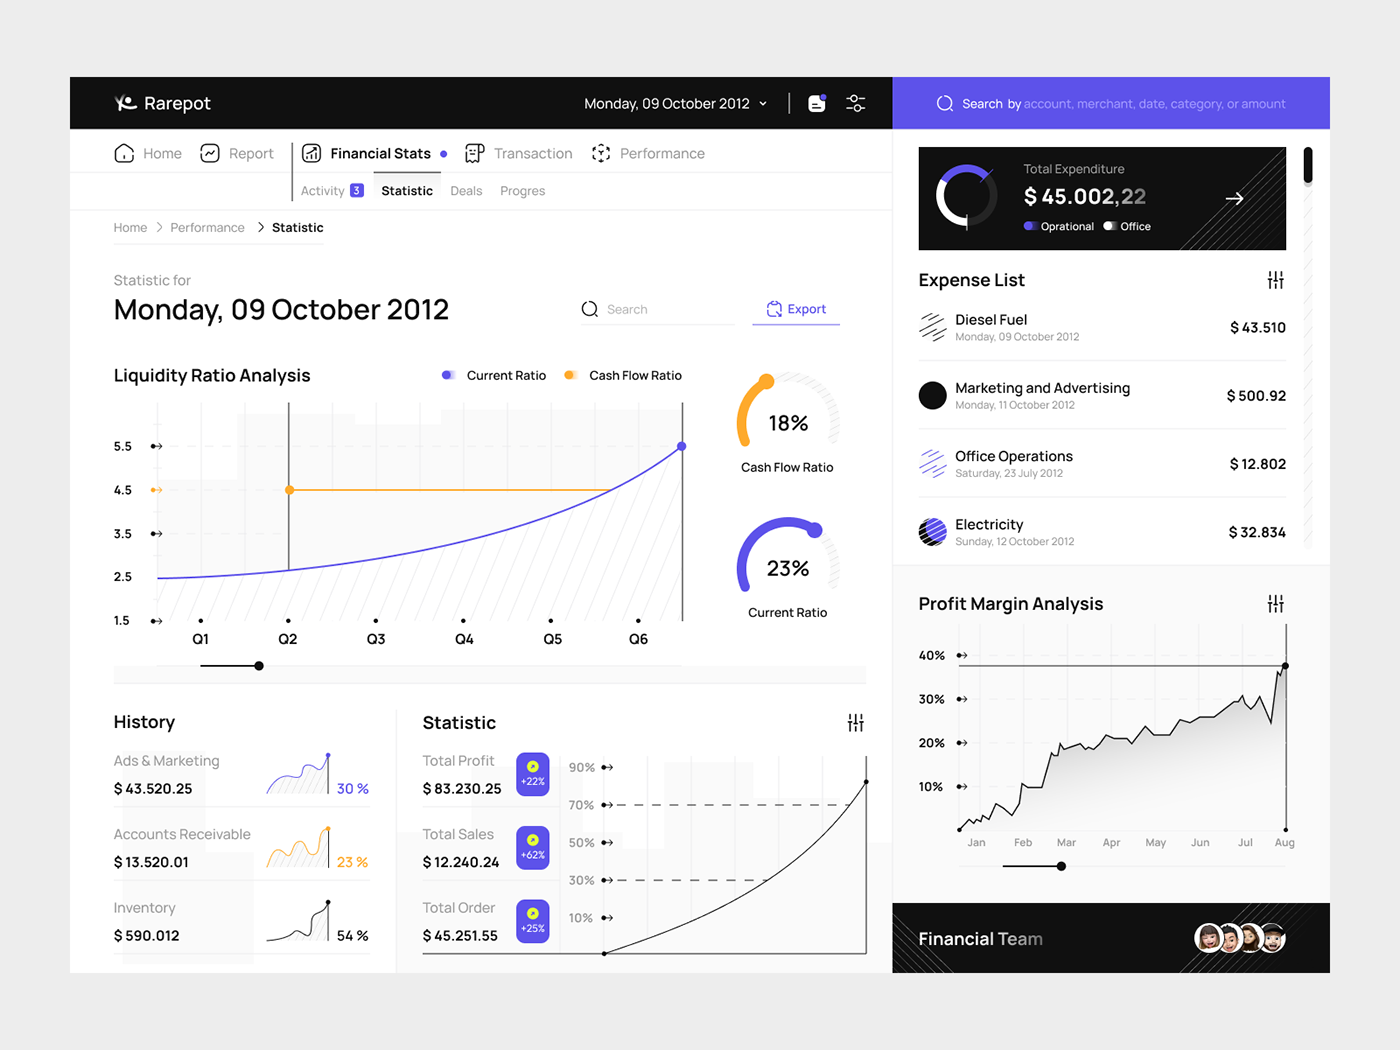 Rarepot
Monday, 09 October 2012
Search by account, merchant, date, category, or amount
Home
Report
Financial Stats
Transaction
Performance
Activity 3
Statistic
Deals
Progres
Home > Performance > Statistic
Statistic for
Monday, 09 October 2012
Search
Export
Liquidity Ratio Analysis
Current Ratio
Cash Flow Ratio
5.5
4.5
3.5
2.5
1.5
Q1 Q2 Q3 Q4 Q5 Q6
18%
Cash Flow Ratio
23%
Current Ratio
History
Ads & Marketing
$ 43.520.25
30 %
Accounts Receivable
$ 13.520.01
23 %
Inventory
$ 590.012
54 %
Statistic
Total Profit
$ 83.230.25
+22%
Total Sales
$ 12.240.24
+62%
Total Order
$ 45.251.55
+25%
90%
70%
50%
30%
10%
Total Expenditure
$ 45.002,22
Oprational
Office
Expense List
Diesel Fuel
Monday, 09 October 2012
$ 43.510
Marketing and Advertising
Monday, 11 October 2012
$ 500.92
Office Operations
Saturday, 23 July 2012
$ 12.802
Electricity
Sunday, 12 October 2012
$ 32.834
Profit Margin Analysis
40%
30%
20%
10%
Jan Feb Mar Apr May Jun Jul Aug
Financial Team